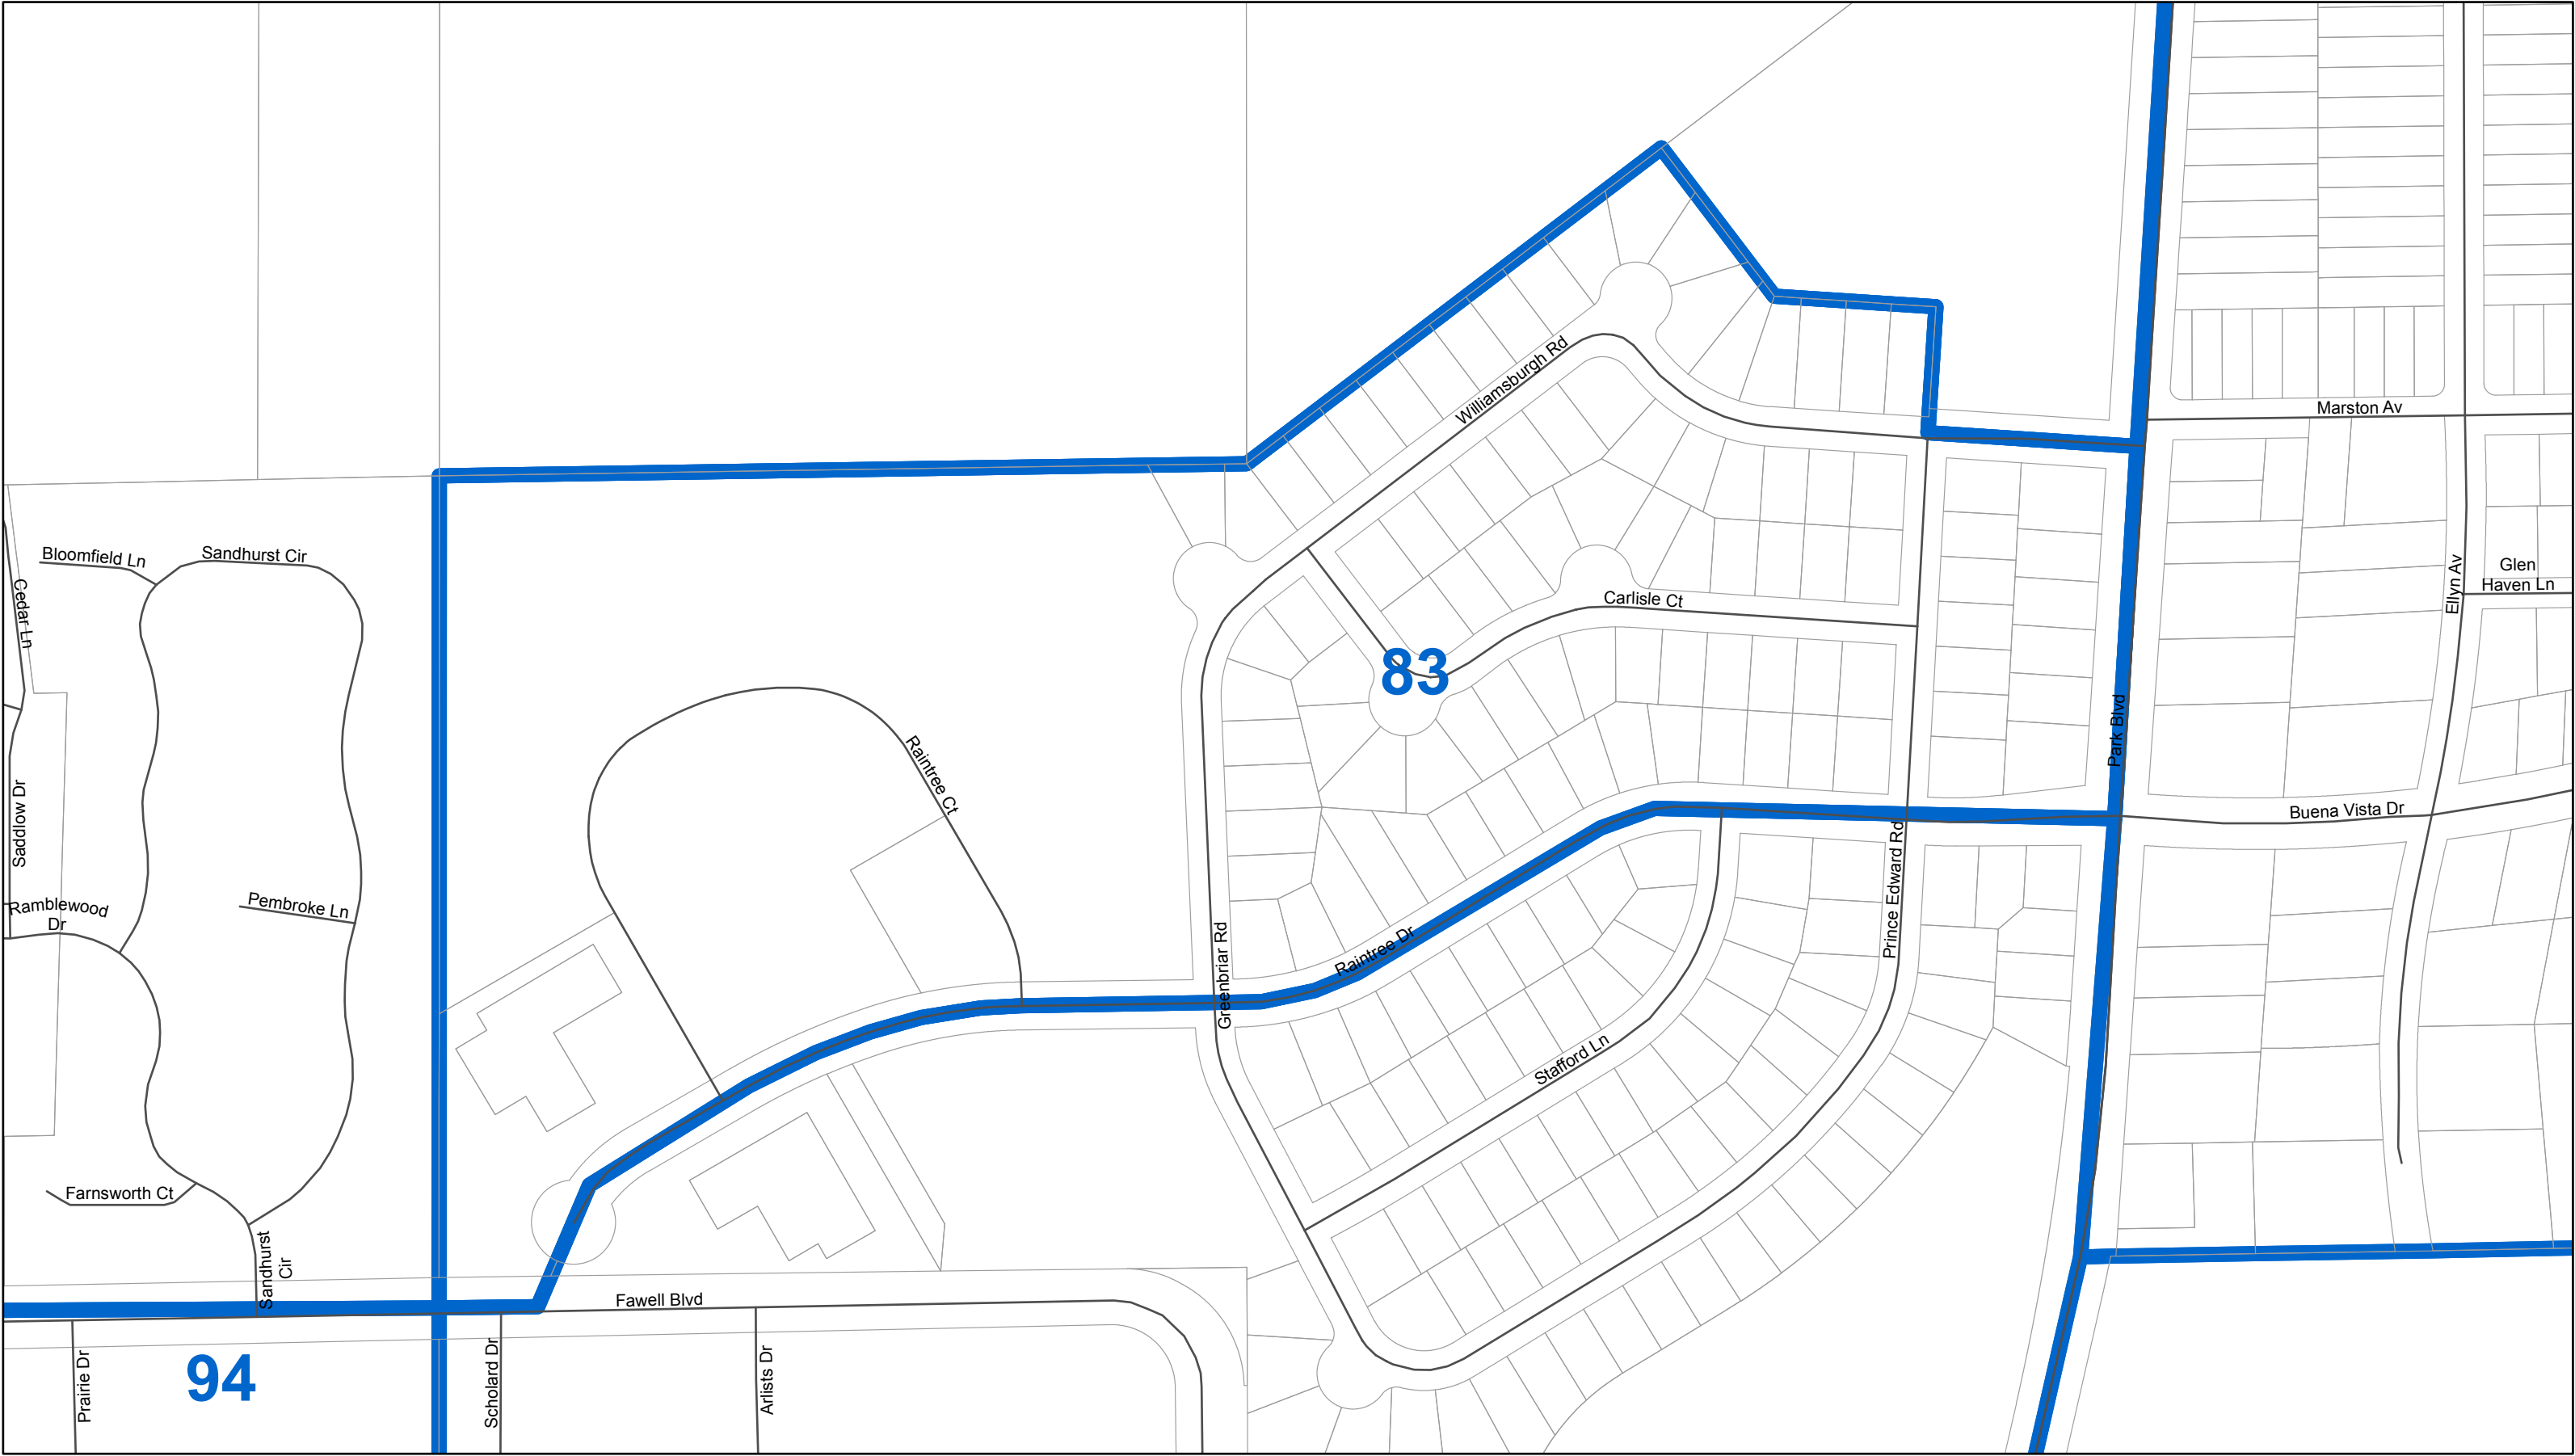 Williamsburgh Rd
Marston Av
Bloomfield Ln
Sandhurst Cir
Cedar Ln
Ellyn Av
Glen
Haven Ln
Carlisle Ct
83
Park Blvd
Raintree Ct
Saddlow Dr
Buena Vista Dr
Prince Edward Rd
Ramblewood
Dr
Pembroke Ln
Greenbriar Rd
Raintree Dr
Stafford Ln
Farnsworth Ct
Sandhurst
Cir
Fawell Blvd
94
Prairie Dr
Scholard Dr
Arlists Dr